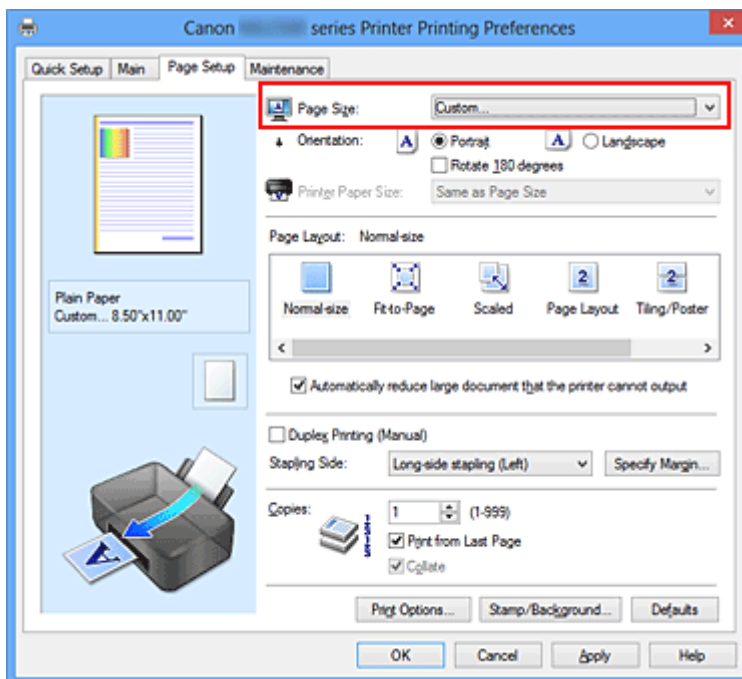 Canon series Printer Printing Preferences
Quick Setup Main Page Setup Maintenance
Page Size: Custom...
Orientation: A Portrait A Landscape
Rotate 180 degrees
Printer Paper Size: Same as Page Size
Page Layout: Normal-size
Normal-size Fit-to-Page Scaled Page Layout Tiling/Poster
Automatically reduce large document that the printer cannot output
Plain Paper
Custom... 8.50"x11.00"
Duplex Printing (Manual)
Stapling Side: Long-side stapling (Left) Specify Margin...
Copies: 1 (1-999)
Print from Last Page
Collate
Print Options... Stamp/Background... Defaults
OK Cancel Apply Help